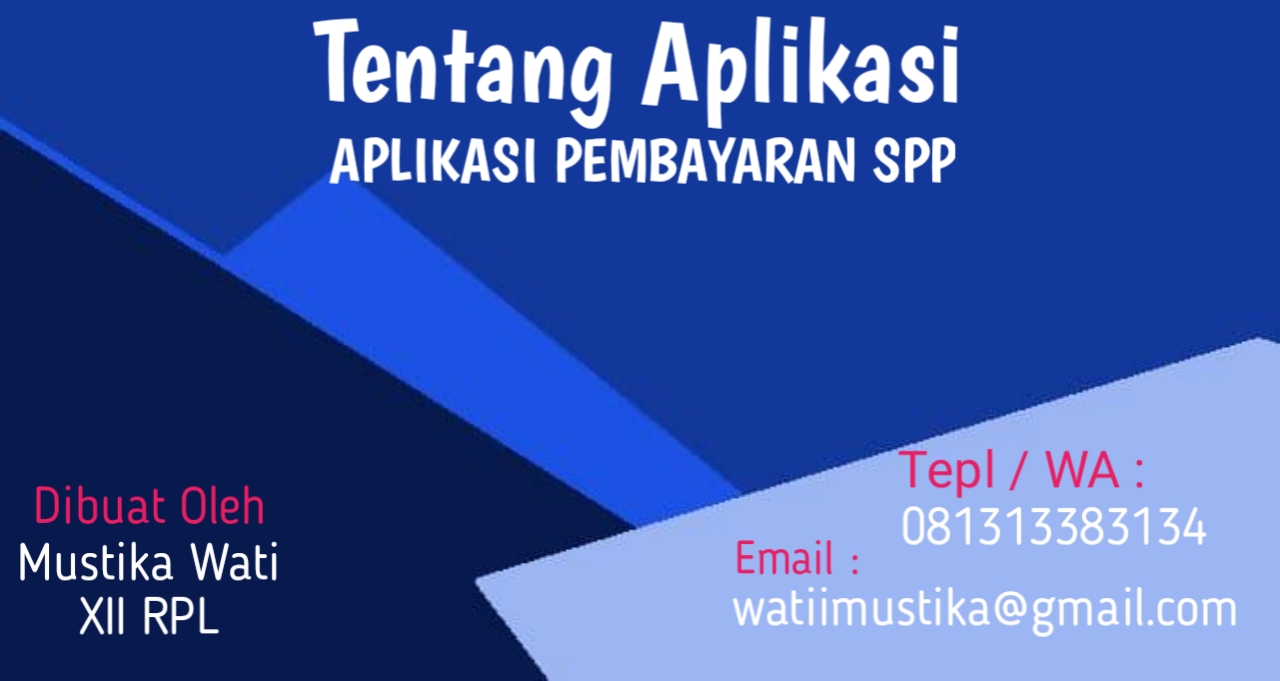 Tentang Aplikasi
APLIKASI PEMBAYARAN SPP
Dibuat Oleh
Mustika Wati
XII RPL
Tepl / WA :
081313383134
Email :
watiimustika@gmail.com